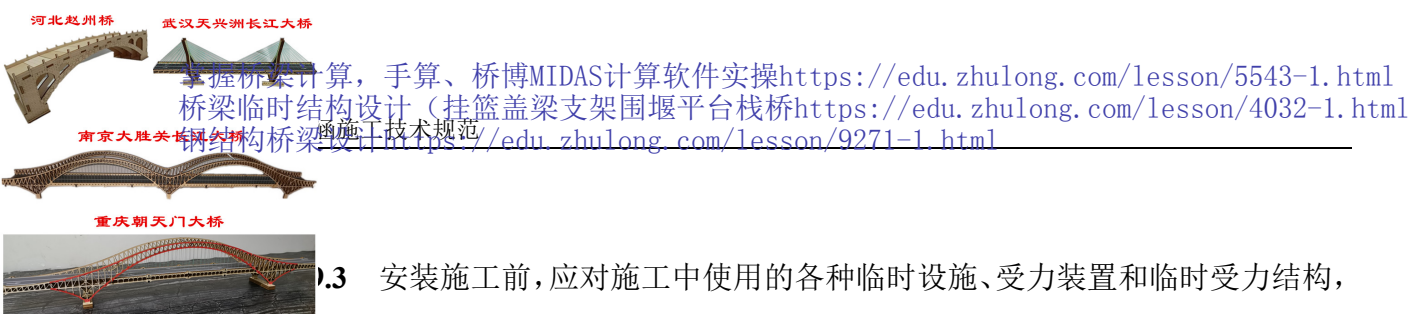 河北赵州桥
武汉天兴洲长江大桥
掌握桥梁计算，手算、桥博MIDAS计算软件实操https://edu.zhulong.com/lesson/5543-1.html
桥梁临时结构设计（挂篮盖梁支架围堰平台栈桥https://edu.zhulong.com/lesson/4032-1.html
南京大胜关长江大桥
钢结构桥梁设计https://edu.zhulong.com/lesson/9271-1.html
涵施工技术规范
重庆朝天门大桥
.3 安装施工前，应对施工中使用的各种临时设施、受力装置和临时受力结构，